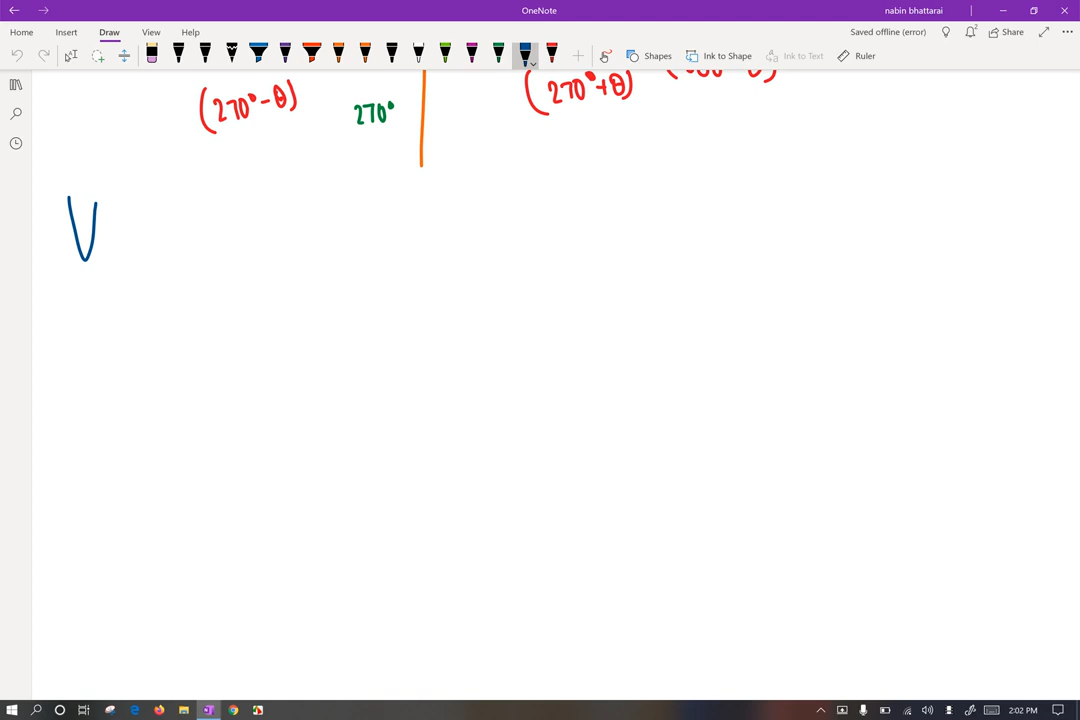 OneNote
nabin bhattarai
Home Insert Draw View Help
Saved offline (error)
2
Share
Shapes
Ink to Shape
Ink to Text
Ruler
(270°-θ)
270°
(270°+θ)
V
2:02 PM